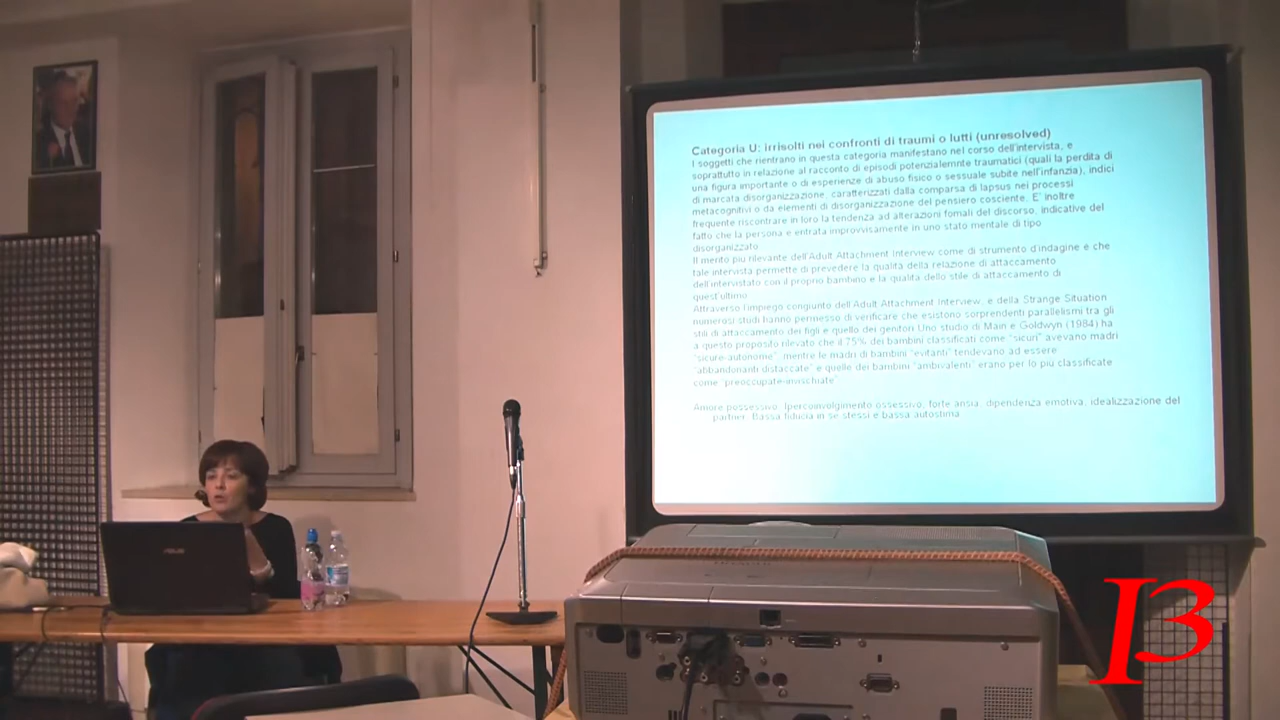 Categoria U: irrisolti nei confronti di traumi o lutti (unresolved)
I soggetti che rientrano in questa categoria manifestano nel corso dell'intervista, e
soprattutto in relazione al racconto di episodi potenzialemnte traumatici (quali la perdita di
una figura importante o di esperienze di abuso fisico o sessuale subite nell'infanzia), indici
di marcata disorganizzazione, caratterizzati dalla comparsa di lapsus nei processi
metacognitivi o da elementi di disorganizzazione del pensiero cosciente. E' inoltre
frequente riscontrare in loro la tendenza ad alterazioni fomali del discorso, indicative del
fatto che la persona e entrata improvvisamente in uno stato mentale di tipo
disorganizzato
Il merito piu rilevante dell'Adult Attachment Interview come di strumento d'indagine e che
tale intervista permette di prevedere la qualita della relazione di attaccamento
dell'intervistato con il proprio bambino e la qualita dello stile di attaccamento di
quest'ultimo
Attraverso l'impiego congiunto dell'Adult Attachment Interview, e della Strange Situation
numerosi studi hanno permesso di verificare che esistono sorprendenti parallelismi tra gli
stili di attaccamento dei figli e quello dei genitori Uno studio di Main e Goldwyn (1984) ha
a questo proposito rilevato che il 75% dei bambini classificati come "sicuri" avevano madri
"sicure-autonome", mentre le madri di bambini "evitanti" tendevano ad essere
"abbandonanti distaccate" e quelle dei bambini "ambivalenti" erano per lo piu classificate
come "preoccupate-invischiate"
Amore possessivo. Ipercoinvolgimento ossessivo, forte ansia, dipendenza emotiva, idealizzazione del
partner. Bassa fiducia in se stessi e bassa autostima
ASUS
13